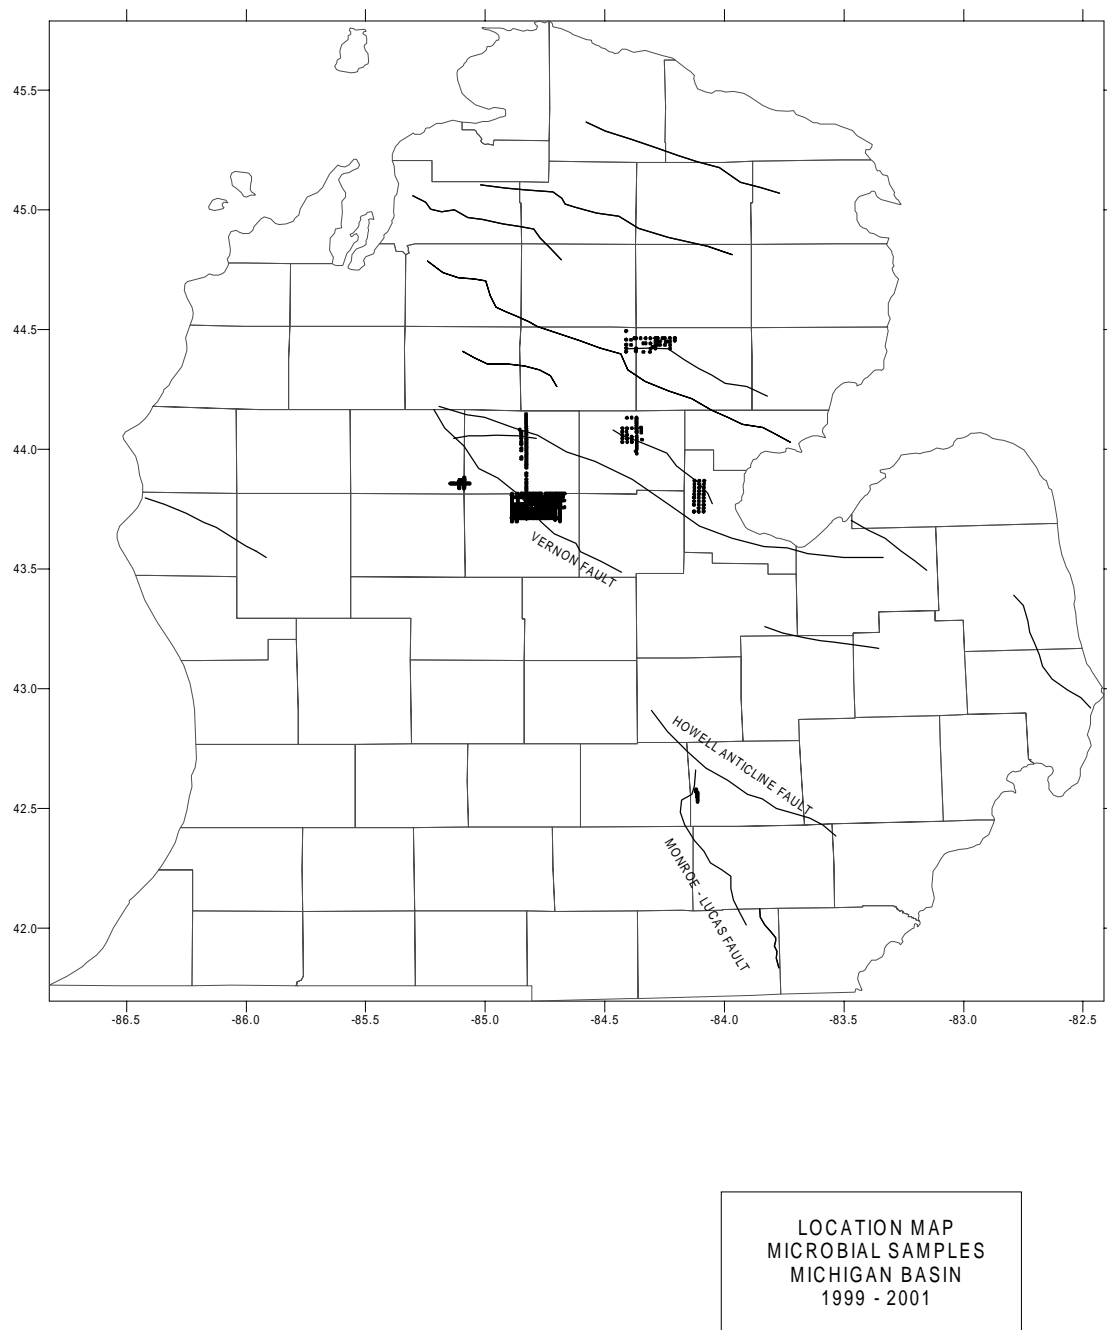 45.5
45.0
44.5
44.0
43.5
43.0
42.5
42.0
VERNON FAULT
HOWELL ANTICLINE FAULT
MONROE - LUCAS FAULT
-86.5 -86.0 -85.5 -85.0 -84.5 -84.0 -83.5 -83.0 -82.5
LOCATION MAP
MICROBIAL SAMPLES
MICHIGAN BASIN
1999 - 2001